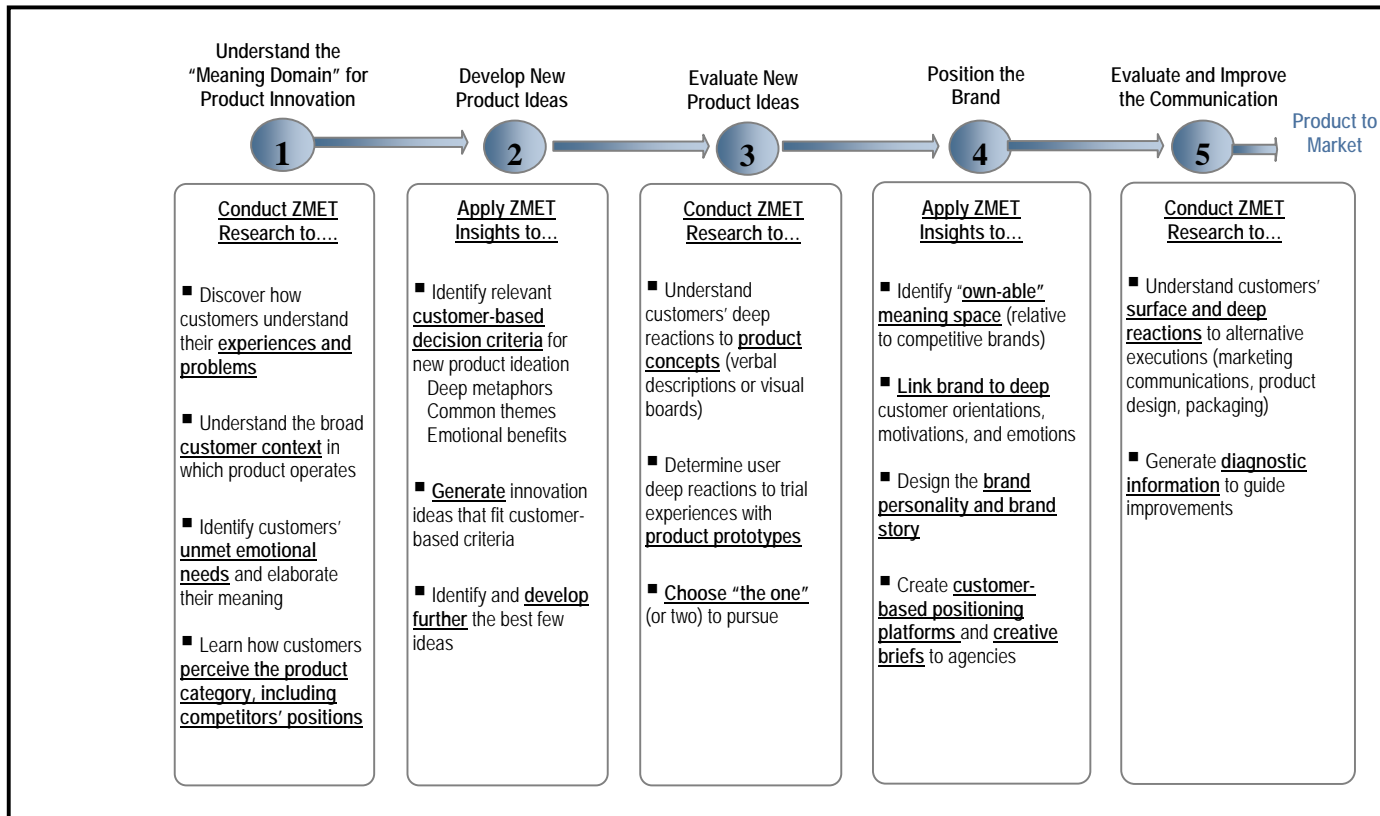 Understand the
“Meaning Domain” for
Product Innovation
Develop New
Product Ideas
Evaluate New
Product Ideas
Position the
Brand
Evaluate and Improve
the Communication
Product to
Market
1
2
3
4
5
Conduct ZMET
Research to….
■ Discover how
customers understand
their experiences and
problems
■ Understand the broad
customer context in
which product operates
■ Identify customers’
unmet emotional
needs and elaborate
their meaning
■ Learn how customers
perceive the product
category, including
competitors’ positions
Apply ZMET
Insights to…
■ Identify relevant
customer-based
decision criteria for
new product ideation
Deep metaphors
Common themes
Emotional benefits
■ Generate innovation
ideas that fit customer-
based criteria
■ Identify and develop
further the best few
ideas
Conduct ZMET
Research to…
■ Understand
customers’ deep
reactions to product
concepts (verbal
descriptions or visual
boards)
■ Determine user
deep reactions to trial
experiences with
product prototypes
■ Choose “the one”
(or two) to pursue
Apply ZMET
Insights to…
■ Identify “own-able”
meaning space (relative
to competitive brands)
■ Link brand to deep
customer orientations,
motivations, and emotions
■ Design the brand
personality and brand
story
■ Create customer-
based positioning
platforms and creative
briefs to agencies
Conduct ZMET
Research to…
■ Understand customers’
surface and deep
reactions to alternative
executions (marketing
communications, product
design, packaging)
■ Generate diagnostic
information to guide
improvements